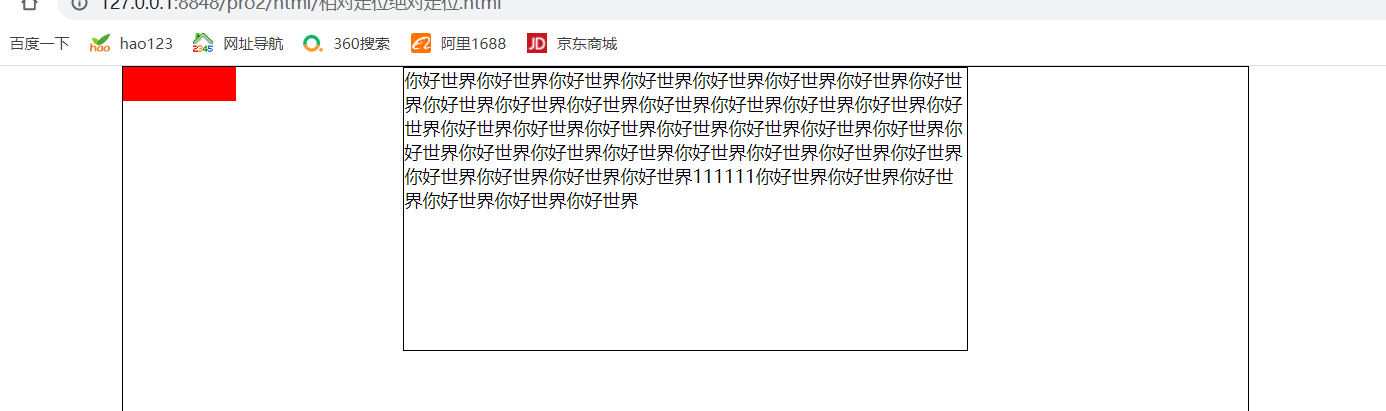 127.0.0.1:8848/pro2/html/相对定位绝对定位.html
百度一下 hao hao123 2345 网址导航 360搜索 阿里1688 JD 京东商城
你好世界你好世界你好世界你好世界你好世界你好世界你好世界你好世
界你好世界你好世界你好世界你好世界你好世界你好世界你好世界你好
世界你好世界你好世界你好世界你好世界你好世界你好世界你好世界你
好世界你好世界你好世界你好世界你好世界你好世界你好世界你好世界
你好世界你好世界你好世界你好世界111111你好世界你好世界你好世
界你好世界你好世界你好世界